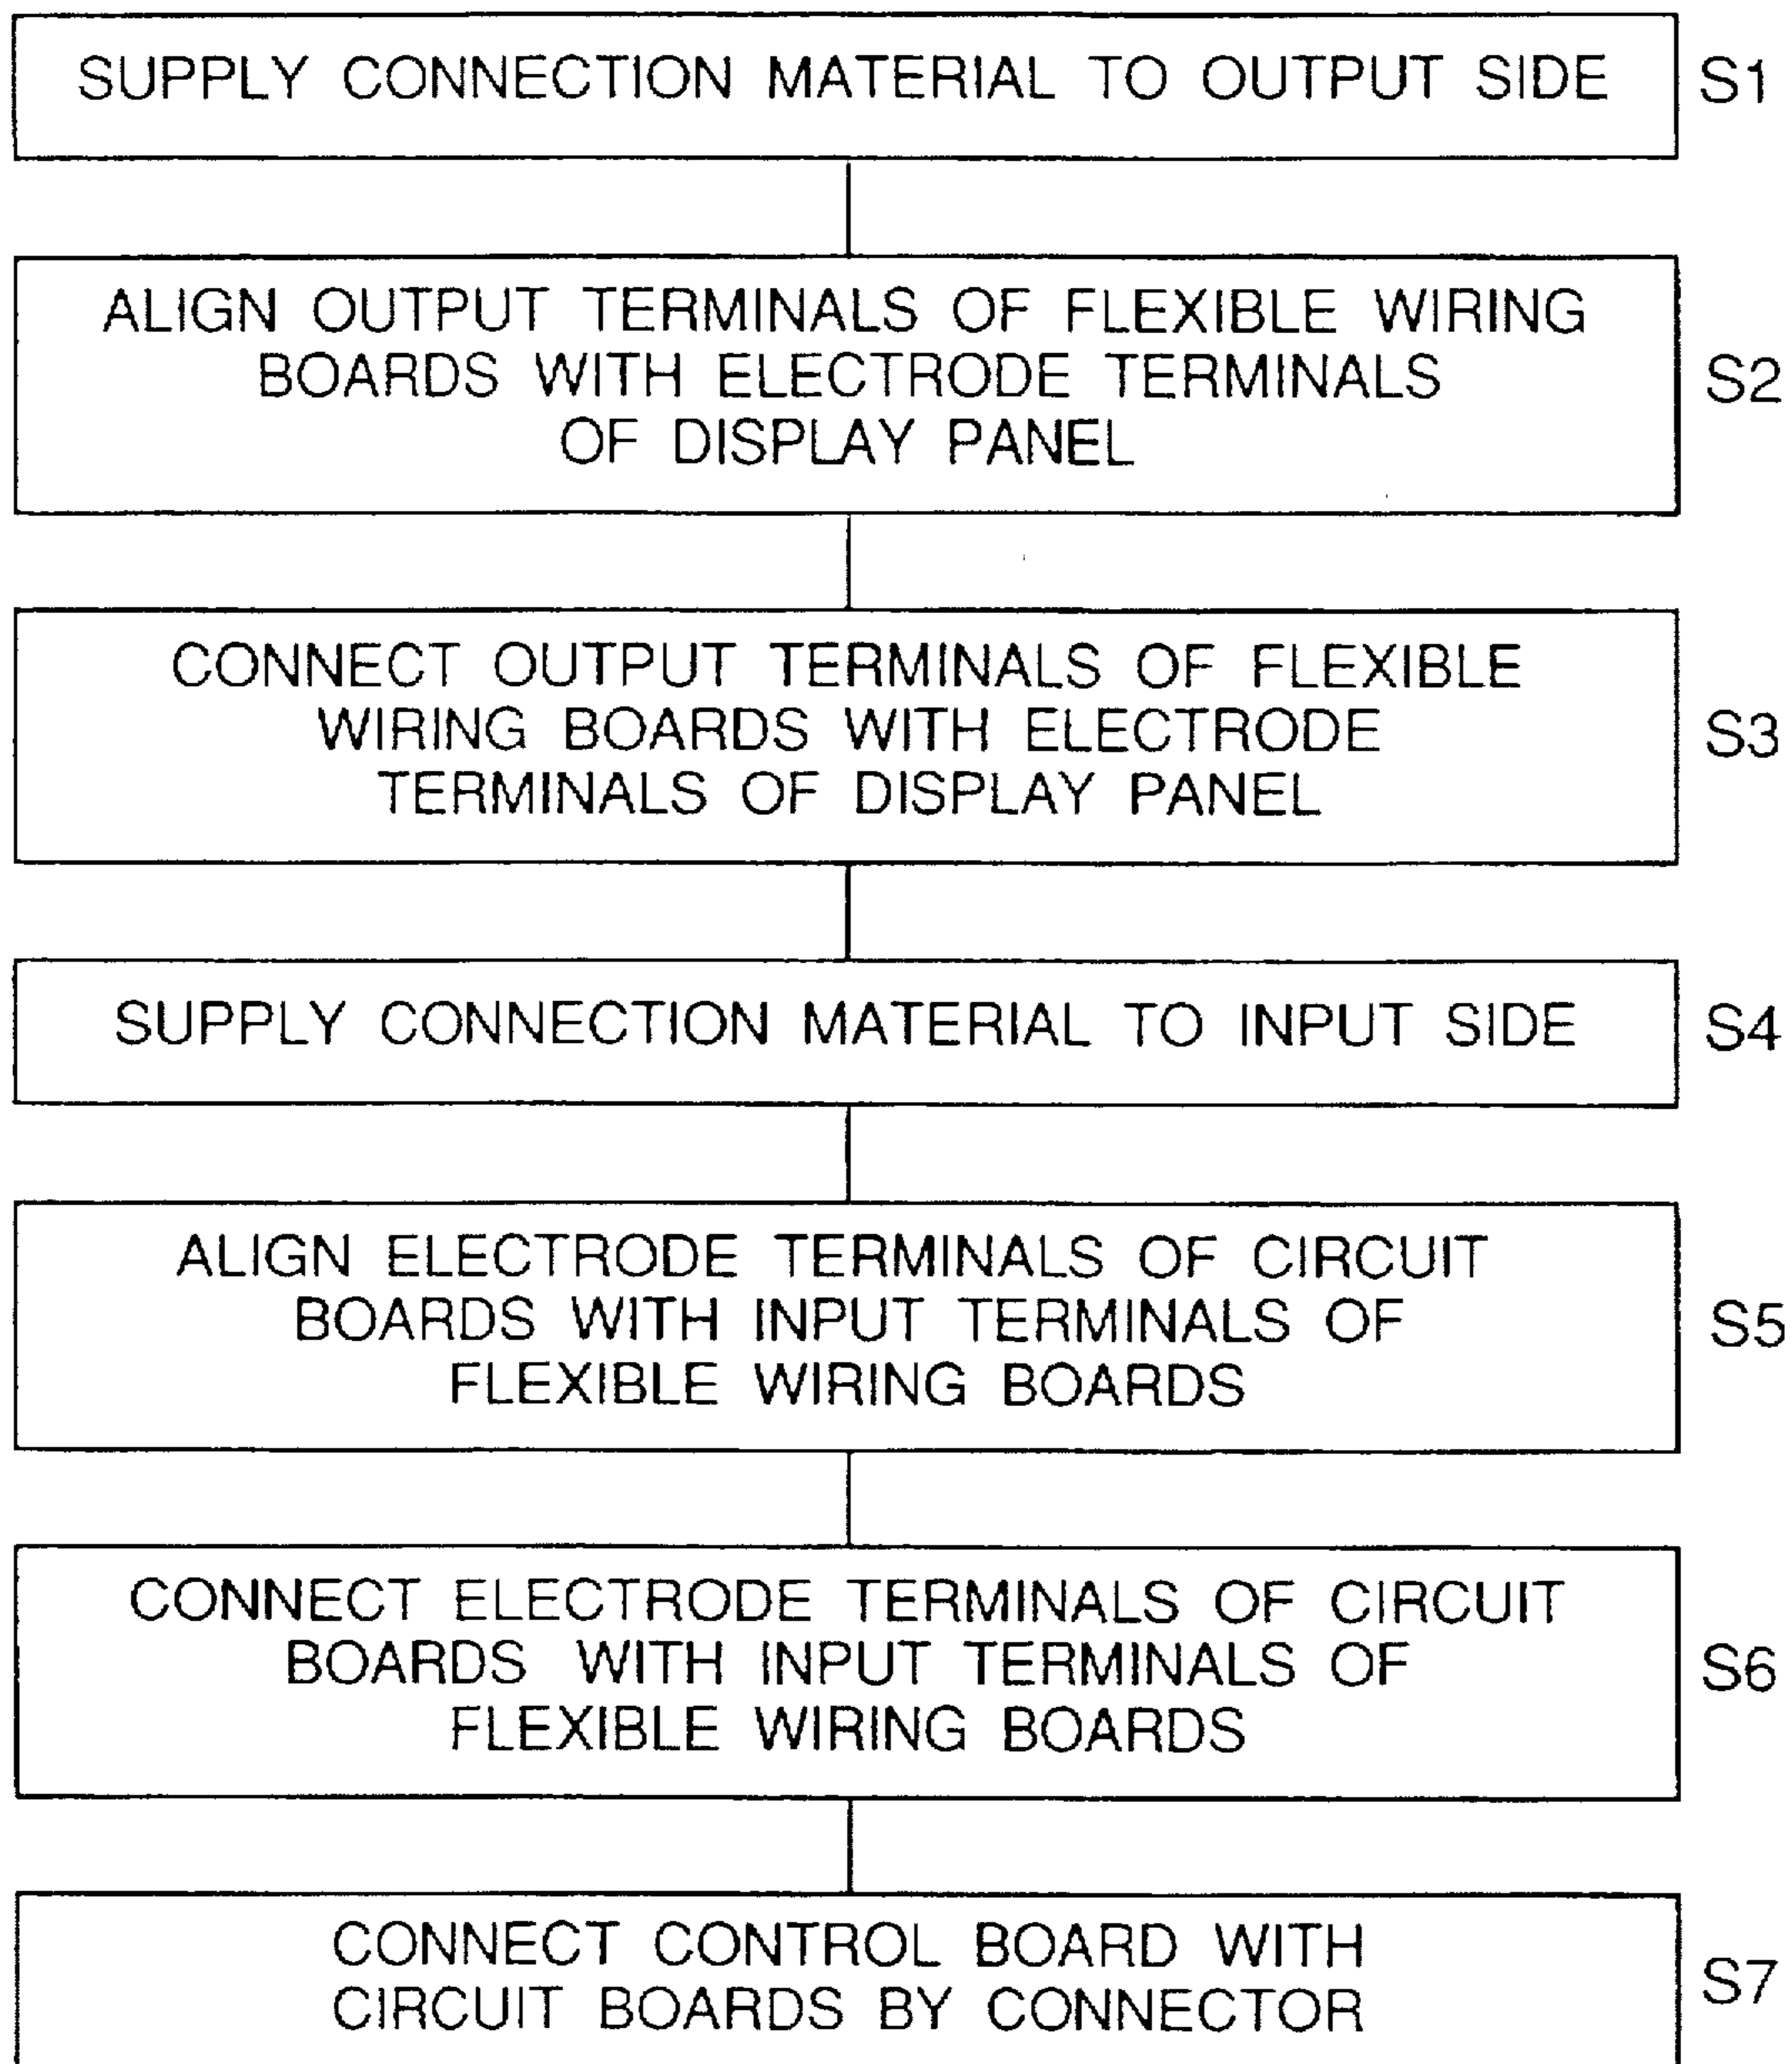 SUPPLY CONNECTION MATERIAL TO OUTPUT SIDE S1
ALIGN OUTPUT TERMINALS OF FLEXIBLE WIRING
BOARDS WITH ELECTRODE TERMINALS S2
OF DISPLAY PANEL
CONNECT OUTPUT TERMINALS OF FLEXIBLE
WIRING BOARDS WITH ELECTRODE S3
TERMINALS OF DISPLAY PANEL
SUPPLY CONNECTION MATERIAL TO INPUT SIDE S4
ALIGN ELECTRODE TERMINALS OF CIRCUIT
BOARDS WITH INPUT TERMINALS OF S5
FLEXIBLE WIRING BOARDS
CONNECT ELECTRODE TERMINALS OF CIRCUIT
BOARDS WITH INPUT TERMINALS OF S6
FLEXIBLE WIRING BOARDS
CONNECT CONTROL BOARD WITH S7
CIRCUIT BOARDS BY CONNECTOR